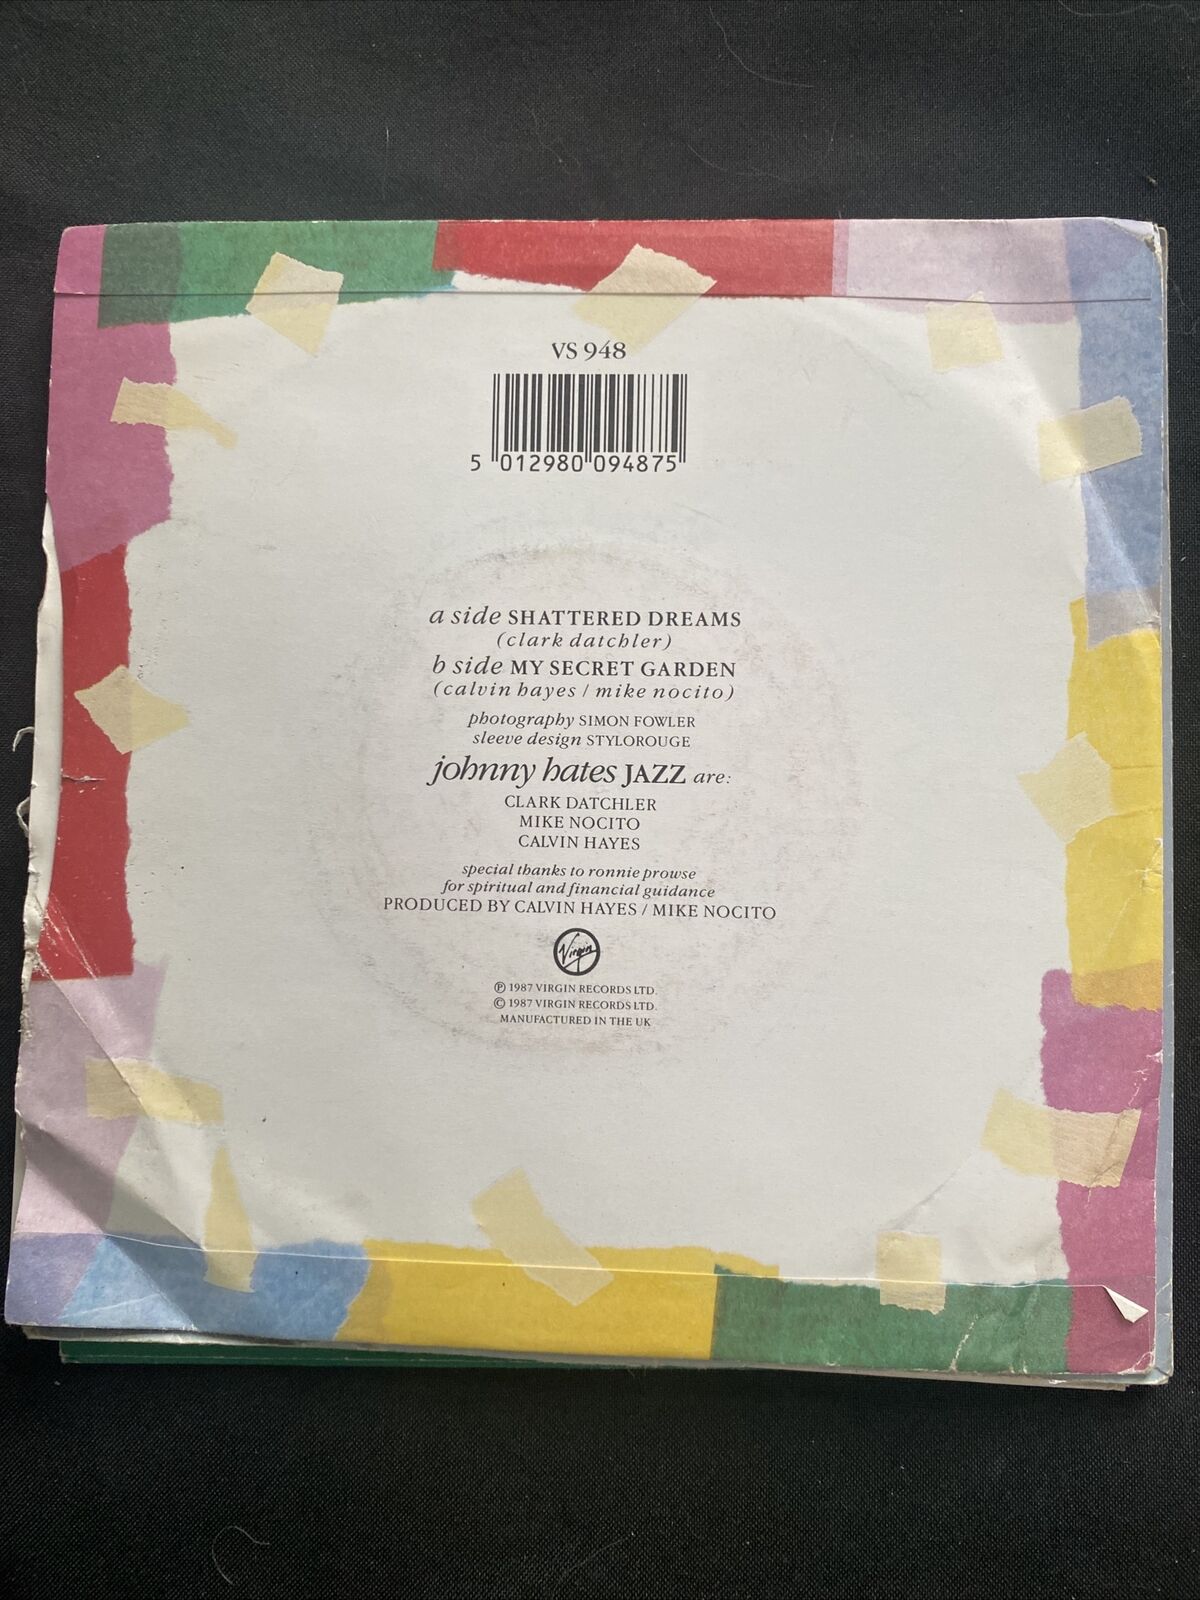 VS 948
5 012980 094875
a side SHATTERED DREAMS
(clark datchler)
b side MY SECRET GARDEN
(calvin hayes / mike nocito)
photography SIMON FOWLER
sleeve design STYLOROUGE
johnny hates JAZZ are:
CLARK DATCHLER
MIKE NOCITO
CALVIN HAYES
special thanks to ronnie prowse
for spiritual and financial guidance
PRODUCED BY CALVIN HAYES / MIKE NOCITO
Virgin
℗ 1987 VIRGIN RECORDS LTD.
© 1987 VIRGIN RECORDS LTD.
MANUFACTURED IN THE UK